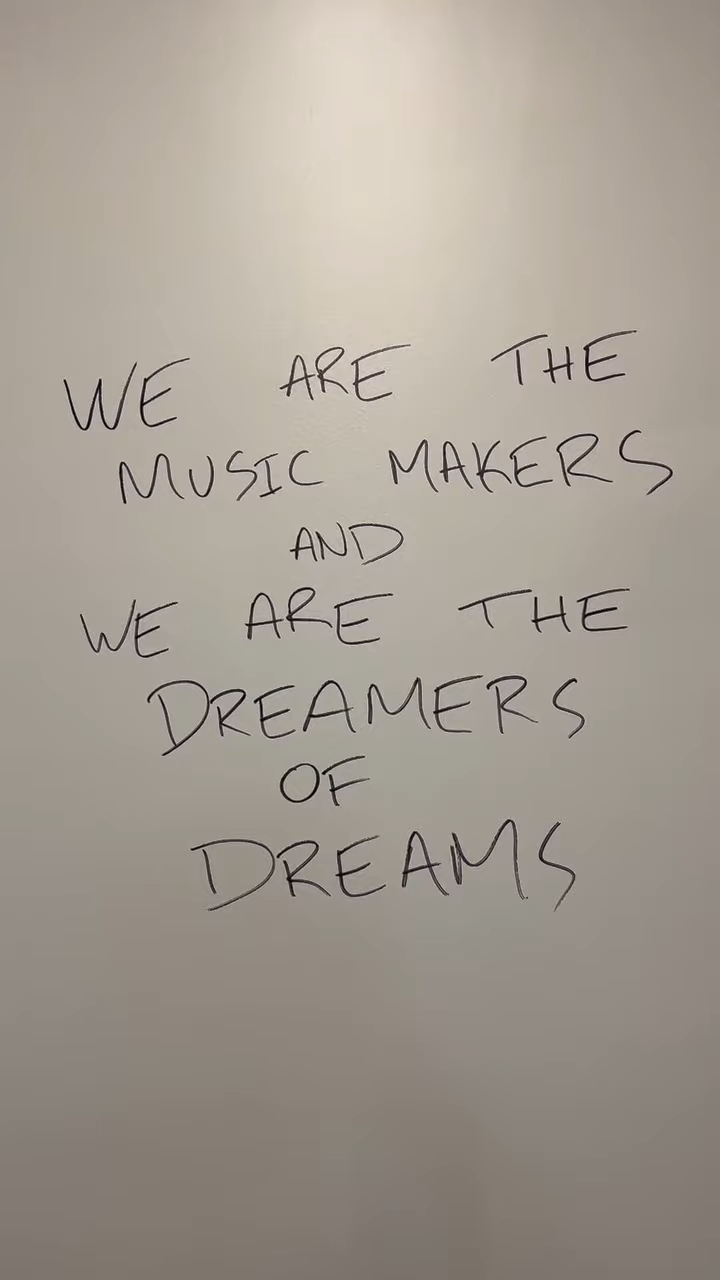 WE ARE THE
MUSIC MAKERS
AND
WE ARE THE
DREAMERS
OF
DREAMS